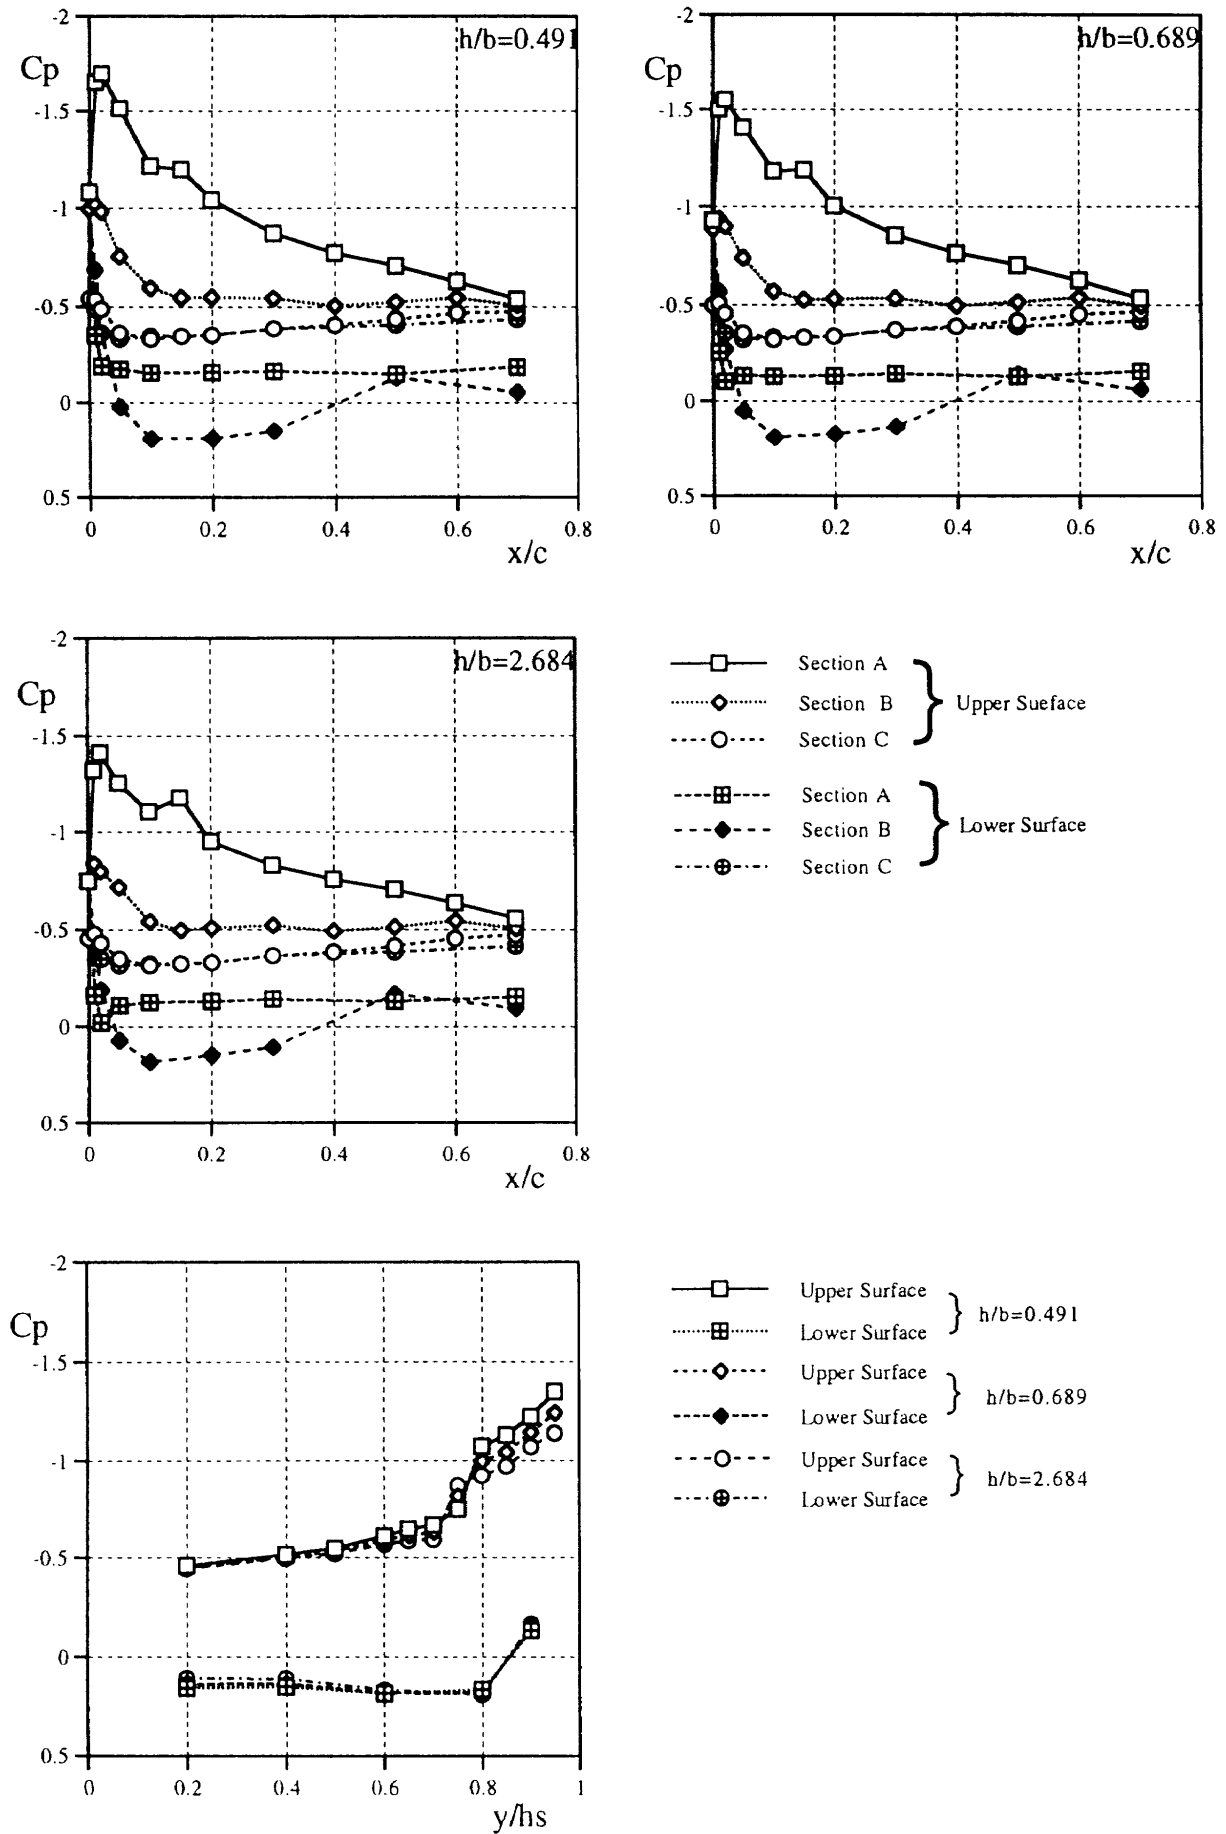 -2
h/b=0.491
Cp
-1.5
-1
-0.5
0
0.5
0
0.2
0.4
0.6
0.8
x/c
-2
h/b=0.689
Cp
-1.5
-1
-0.5
0
0.5
0
0.2
0.4
0.6
0.8
x/c
-2
h/b=2.684
Cp
-1.5
-1
-0.5
0
0.5
0
0.2
0.4
0.6
0.8
x/c
Section A
Section B
Section C
Upper Sueface
Section A
Section B
Section C
Lower Surface
-2
Cp
-1.5
-1
-0.5
0
0.5
0
0.2
0.4
0.6
0.8
1
y/hs
Upper Surface
Lower Surface
h/b=0.491
Upper Surface
Lower Surface
h/b=0.689
Upper Surface
Lower Surface
h/b=2.684